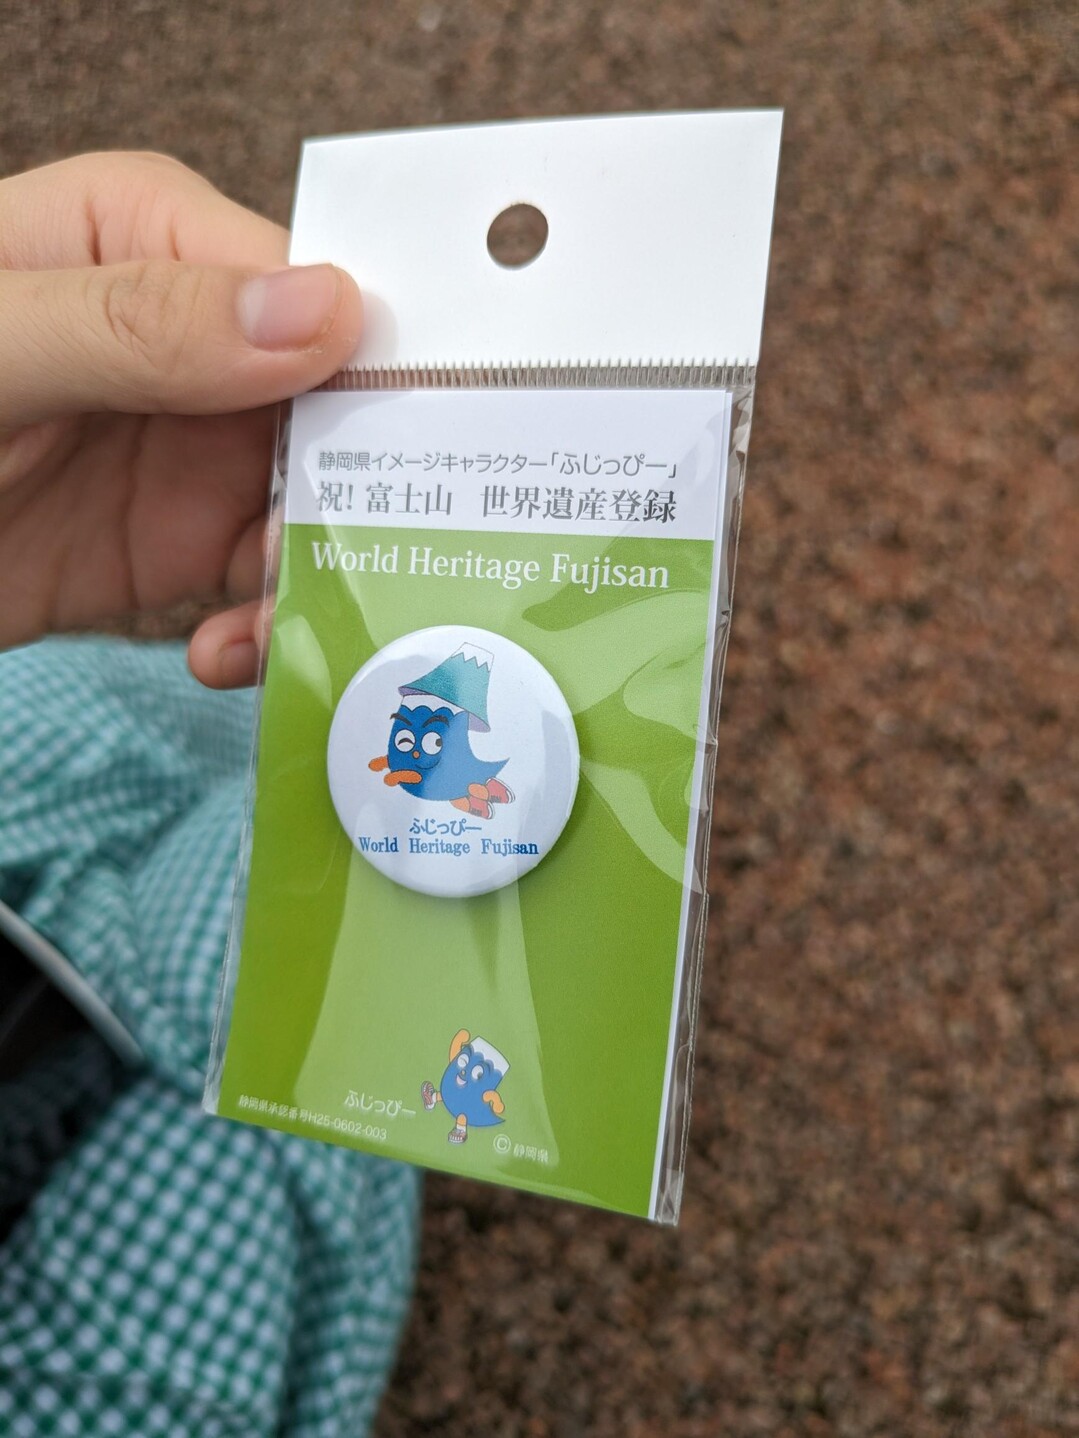 静岡県イメージキャラクター「ふじっぴー」
祝! 富士山 世界遺産登録
World Heritage Fujisan
ふじっぴー
World Heritage Fujisan
ふじっぴー
静岡県承認番号H25-0602-003
©静岡県